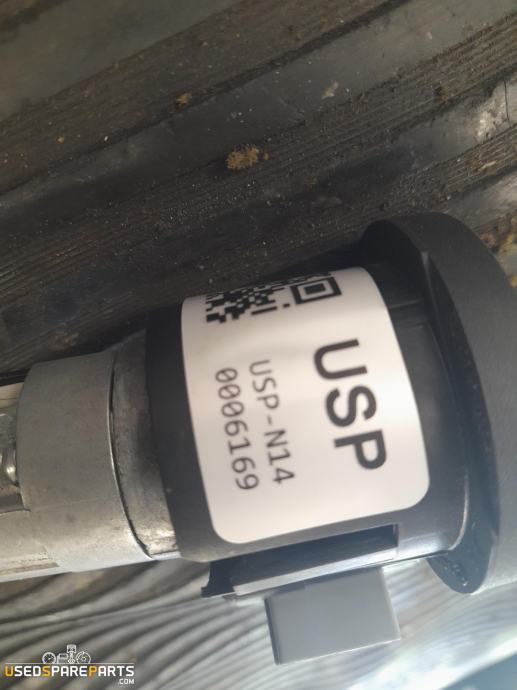 USP
USP-N14
0006169
USEDSPAREPARTS
.COM